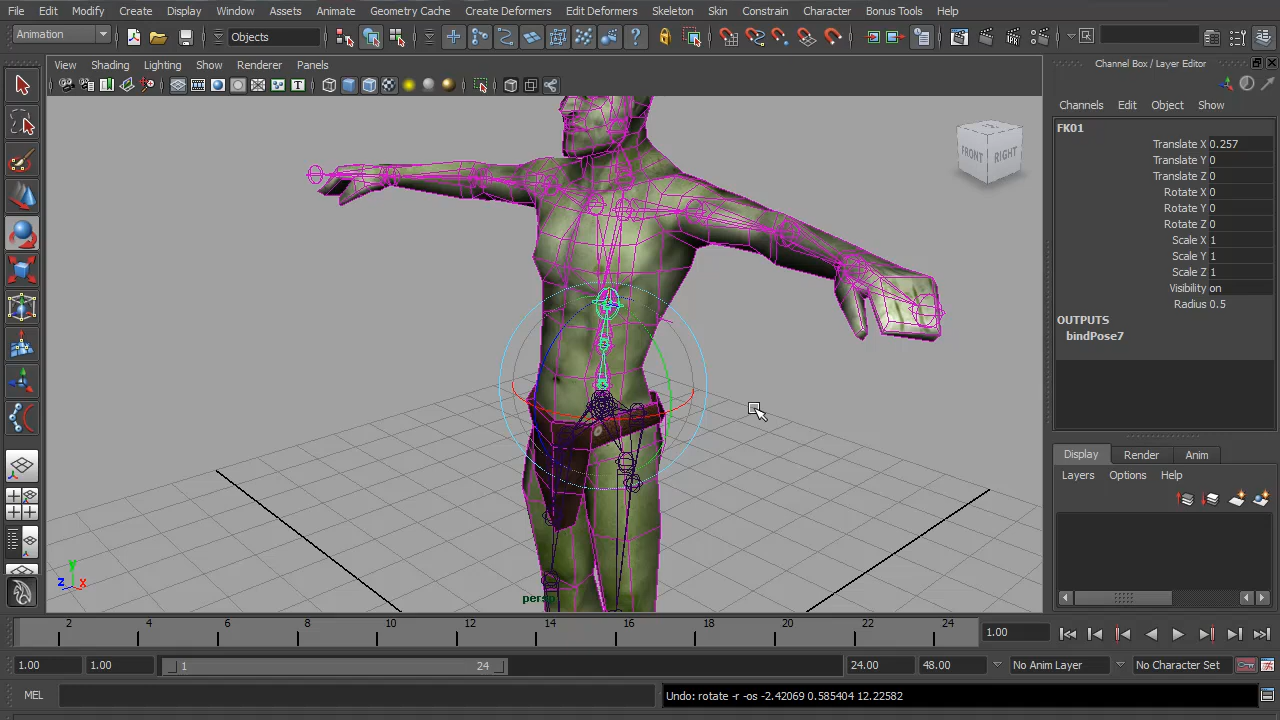 File Edit Modify Create Display Window Assets Animate Geometry Cache Create Deformers Edit Deformers Skeleton Skin Constrain Character Bonus Tools Help
Animation Objects
View Shading Lighting Show Renderer Panels
Channel Box / Layer Editor
Channels Edit Object Show
FK01
Translate X 0.257
Translate Y 0
Translate Z 0
Rotate X 0
Rotate Y 0
Rotate Z 0
Scale X 1
Scale Y 1
Scale Z 1
Visibility on
Radius 0.5
OUTPUTS
bindPose7
FRONT RIGHT
Display Render Anim
Layers Options Help
y
z x
persp
2 4 6 8 10 12 14 16 18 20 22 24 1.00
1.00 1.00 1 24 24.00 48.00 No Anim Layer No Character Set
MEL Undo: rotate -r -os -2.42069 0.585404 12.22582